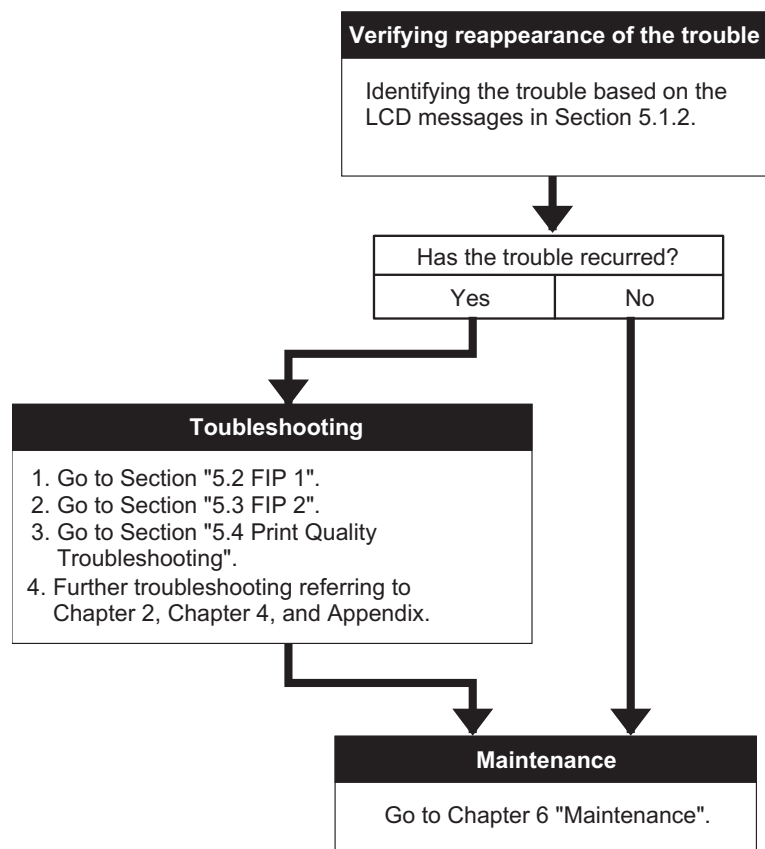 Verifying reappearance of the trouble
Identifying the trouble based on the
LCD messages in Section 5.1.2.
Has the trouble recurred?
Yes
No
Toubleshooting
1. Go to Section "5.2 FIP 1".
2. Go to Section "5.3 FIP 2".
3. Go to Section "5.4 Print Quality
Troubleshooting".
4. Further troubleshooting referring to
Chapter 2, Chapter 4, and Appendix.
Maintenance
Go to Chapter 6 "Maintenance".